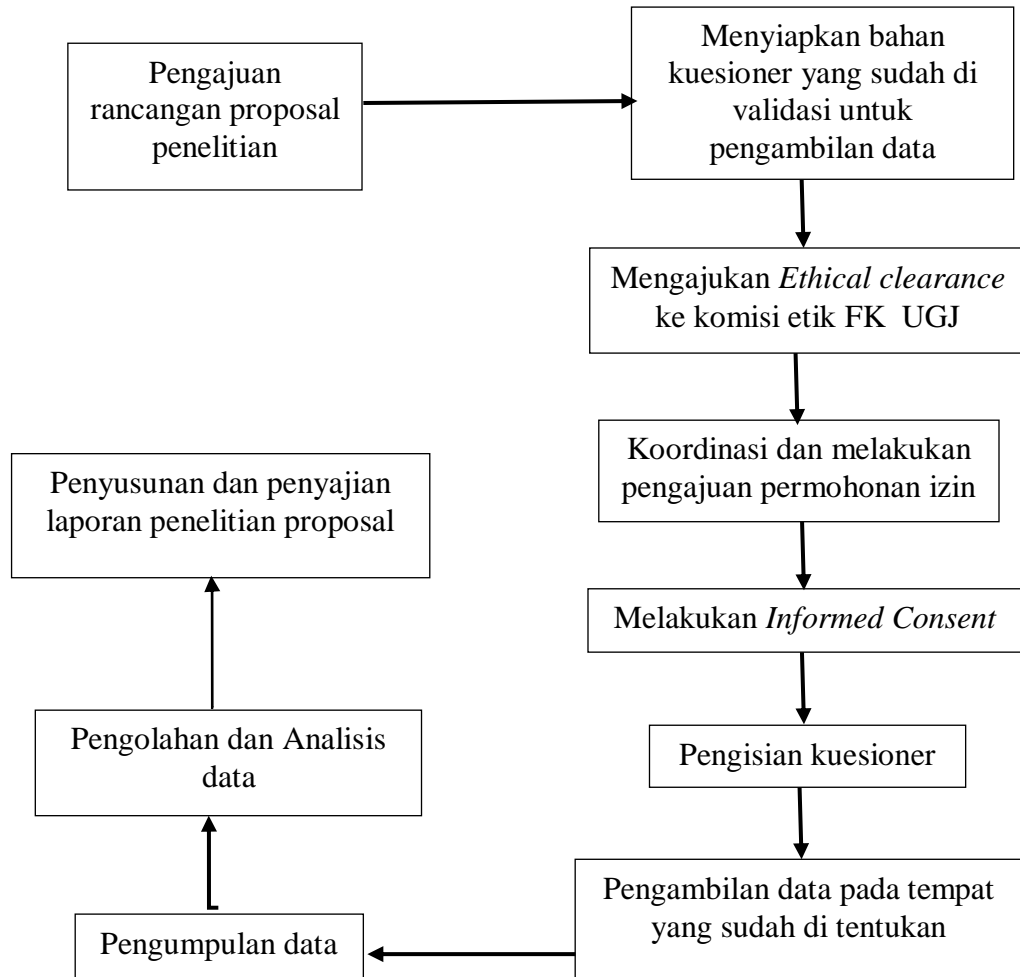 Pengajuan
rancangan proposal
penelitian
Menyiapkan bahan
kuesioner yang sudah di
validasi untuk
pengambilan data
Mengajukan Ethical clearance
ke komisi etik FK UGJ
Koordinasi dan melakukan
pengajuan permohonan izin
Melakukan Informed Consent
Pengisian kuesioner
Pengambilan data pada tempat
yang sudah di tentukan
Pengumpulan data
Pengolahan dan Analisis
data
Penyusunan dan penyajian
laporan penelitian proposal